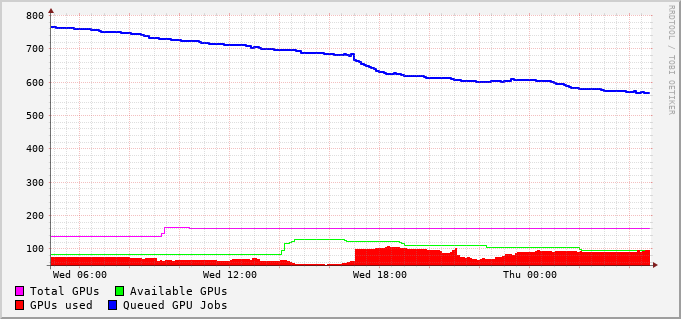 800
700
600
500
400
300
200
100
Wed 06:00 Wed 12:00 Wed 18:00 Thu 00:00
Total GPUs Available GPUs
GPUs used Queued GPU Jobs
RRDTOOL / TOBI OETIKER